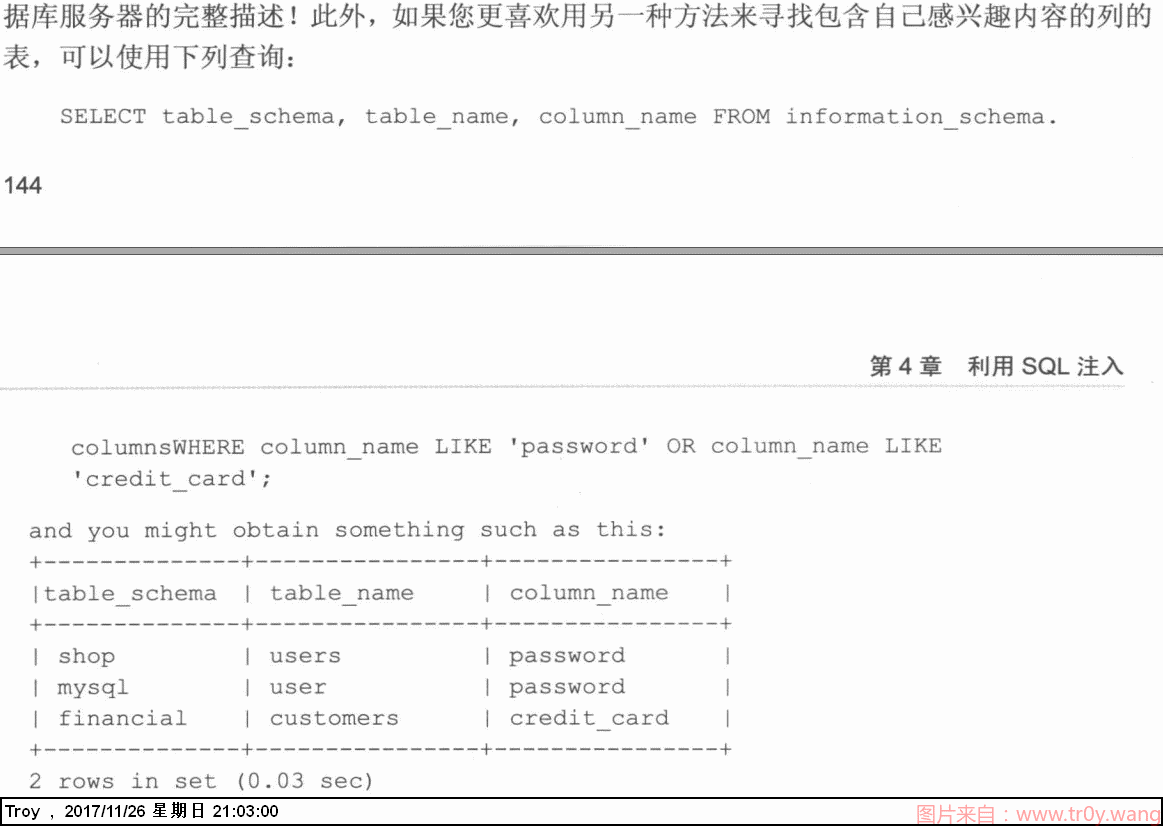 据库服务器的完整描述！此外，如果您更喜欢用另一种方法来寻找包含自己感兴趣内容的列的
表，可以使用下列查询：
SELECT table_schema, table_name, column_name FROM information_schema.
144
第 4 章 利用 SQL 注入
columnsWHERE column_name LIKE 'password' OR column_name LIKE
'credit_card';
and you might obtain something such as this:
+--------------+----------------+----------------+
|table_schema | table_name | column_name |
+--------------+----------------+----------------+
| shop | users | password |
| mysql | user | password |
| financial | customers | credit_card |
+--------------+----------------+----------------+
2 rows in set (0.03 sec)
Troy , 2017/11/26 星期日 21:03:00
图片来自：www.tr0y.wang